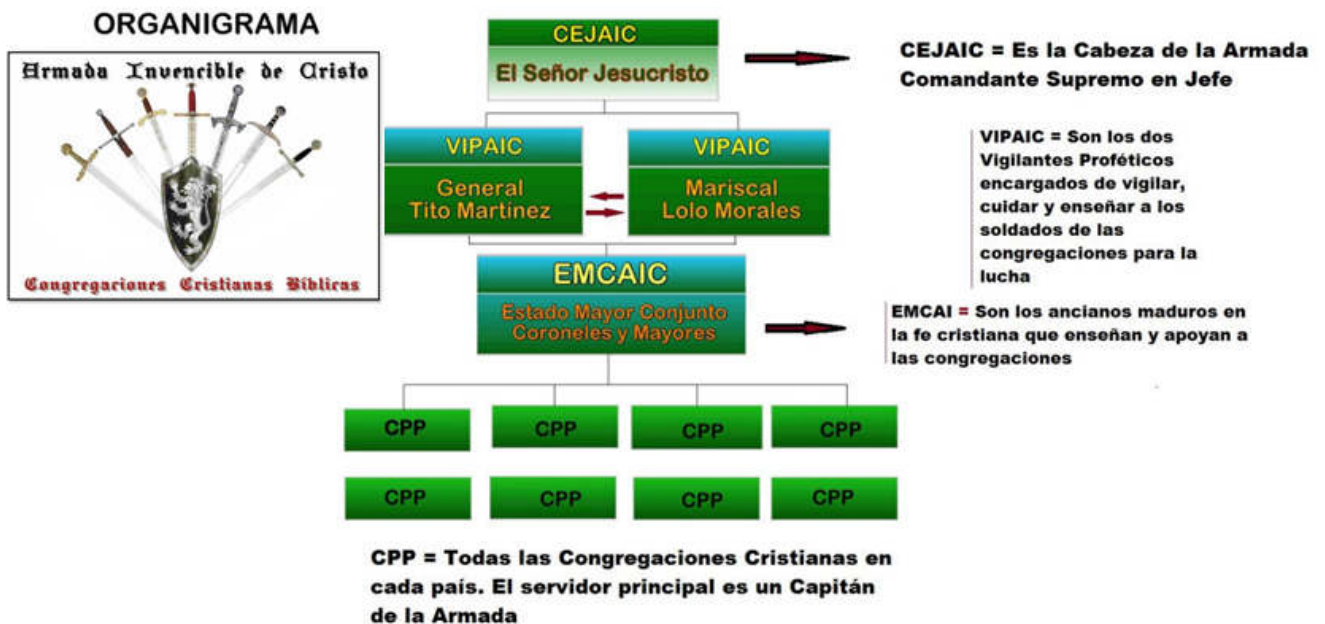 ORGANIGRAMA
Armada Invencible de Cristo
Congregaciones Cristianas Bíblicas
CEJAIC
El Señor Jesucristo
CEJAIC = Es la Cabeza de la Armada
Comandante Supremo en Jefe
VIPAIC
General
Tito Martínez
VIPAIC
Mariscal
Lolo Morales
VIPAIC = Son los dos
Vigilantes Proféticos
encargados de vigilar,
cuidar y enseñar a los
soldados de las
congregaciones para la
lucha
EMCAIC
Estado Mayor Conjunto
Coroneles y Mayores
EMCAI = Son los ancianos maduros en
la fe cristiana que enseñan y apoyan a
las congregaciones
CPP
CPP
CPP
CPP
CPP
CPP
CPP
CPP
CPP = Todas las Congregaciones Cristianas en
cada país. El servidor principal es un Capitán
de la Armada